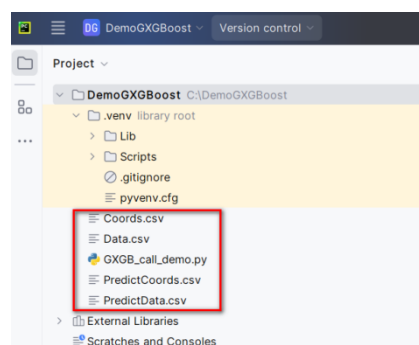 PC DG DemoGXGBoost Version control
Project
DemoGXGBoost C:\DemoGXGBoost
.venv library root
Lib
Scripts
.gitignore
pyvenv.cfg
Coords.csv
Data.csv
GXGB_call_demo.py
PredictCoords.csv
PredictData.csv
External Libraries
Scratches and Consoles